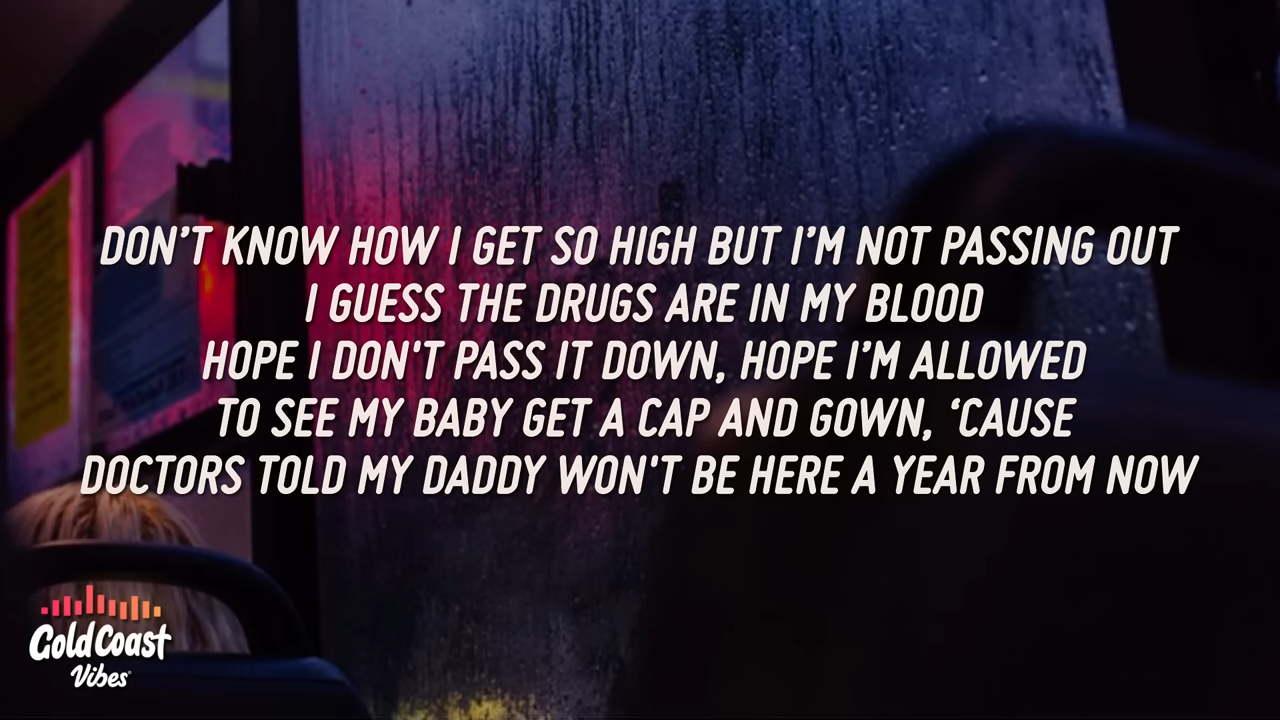 DON’T KNOW HOW I GET SO HIGH BUT I’M NOT PASSING OUT
I GUESS THE DRUGS ARE IN MY BLOOD
HOPE I DON'T PASS IT DOWN, HOPE I’M ALLOWED
TO SEE MY BABY GET A CAP AND GOWN, ‘CAUSE
DOCTORS TOLD MY DADDY WON'T BE HERE A YEAR FROM NOW
Gold Coast
Vibes